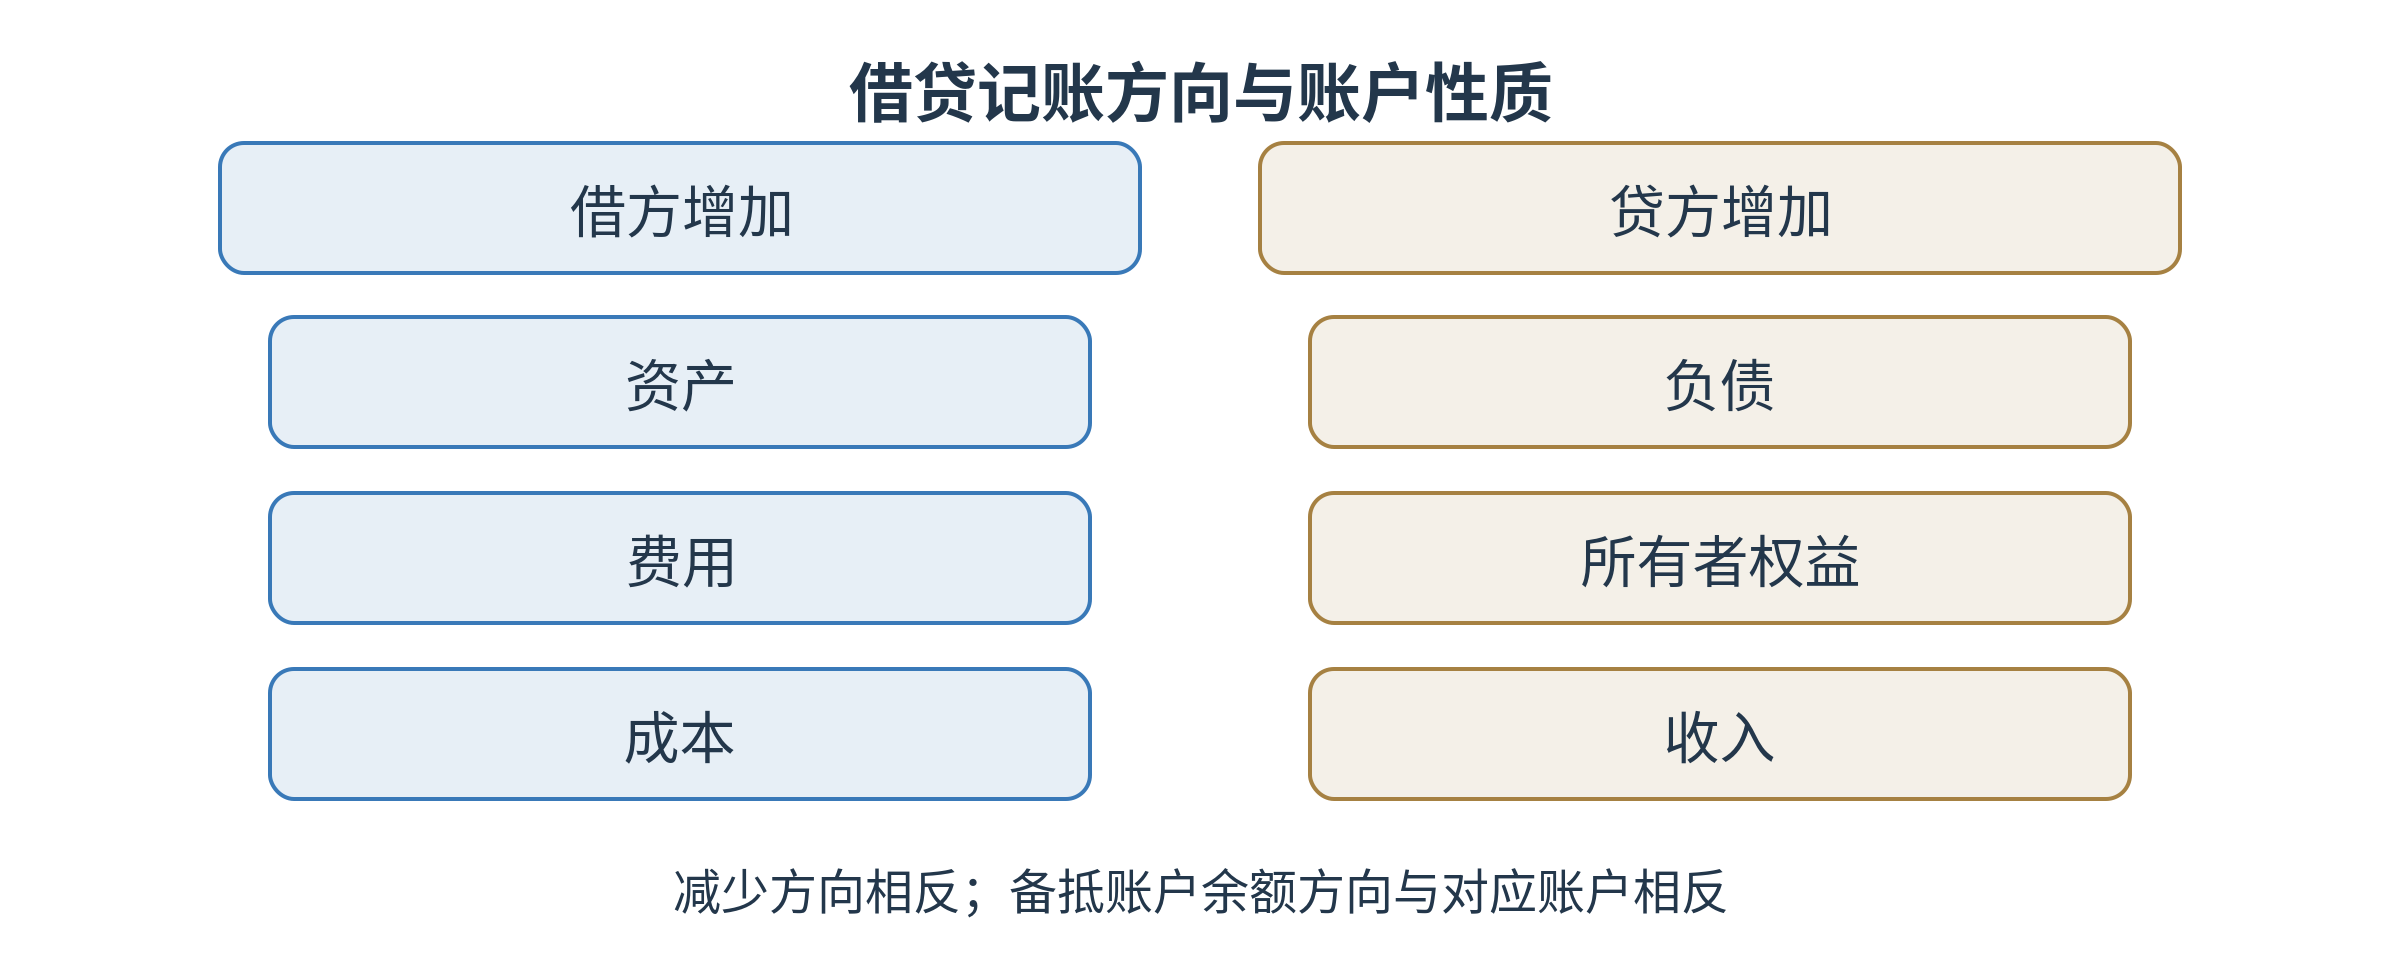 借贷记账方向与账户性质
借方增加
贷方增加
资产
负债
费用
所有者权益
成本
收入
减少方向相反；备抵账户余额方向与对应账户相反